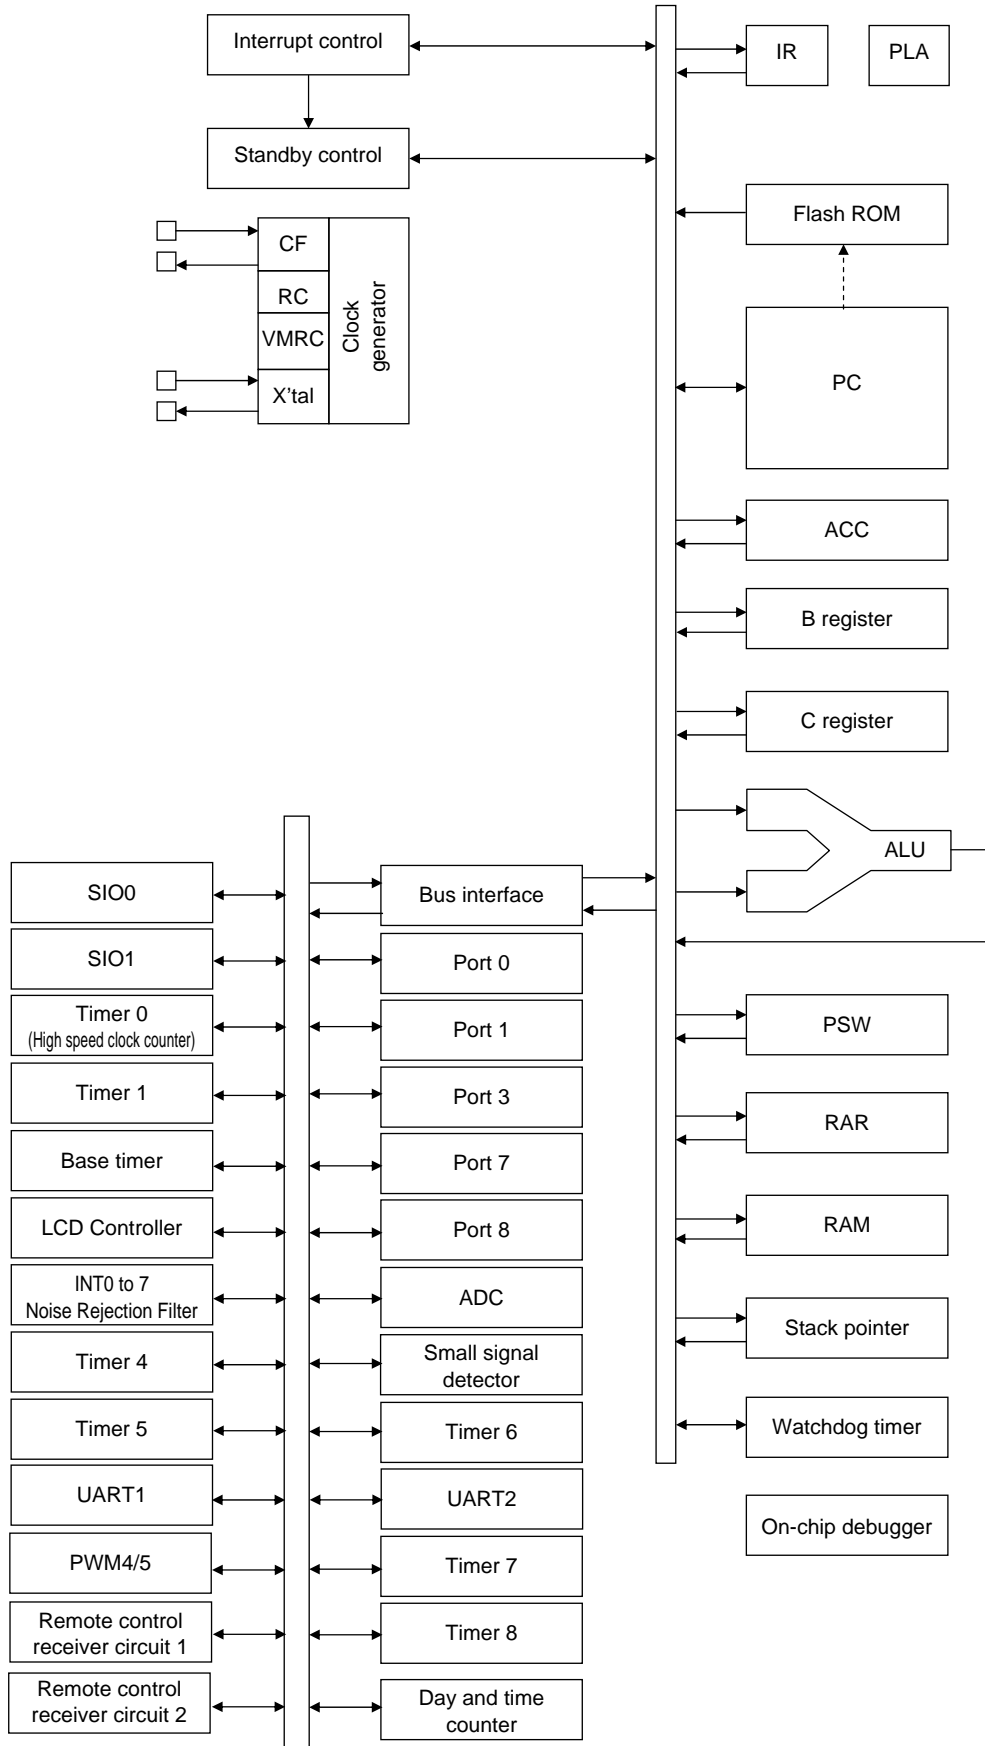 Interrupt control
IR
PLA
Standby control
Flash ROM
CF
RC
VMRC
X'tal
Clock
generator
PC
ACC
B register
C register
ALU
SIO0
Bus interface
SIO1
Port 0
Timer 0
(High speed clock counter)
Port 1
PSW
Timer 1
Port 3
RAR
Base timer
Port 7
LCD Controller
Port 8
RAM
INT0 to 7
Noise Rejection Filter
ADC
Stack pointer
Timer 4
Small signal
detector
Timer 5
Timer 6
Watchdog timer
UART1
UART2
On-chip debugger
PWM4/5
Timer 7
Remote control
receiver circuit 1
Timer 8
Remote control
receiver circuit 2
Day and time
counter